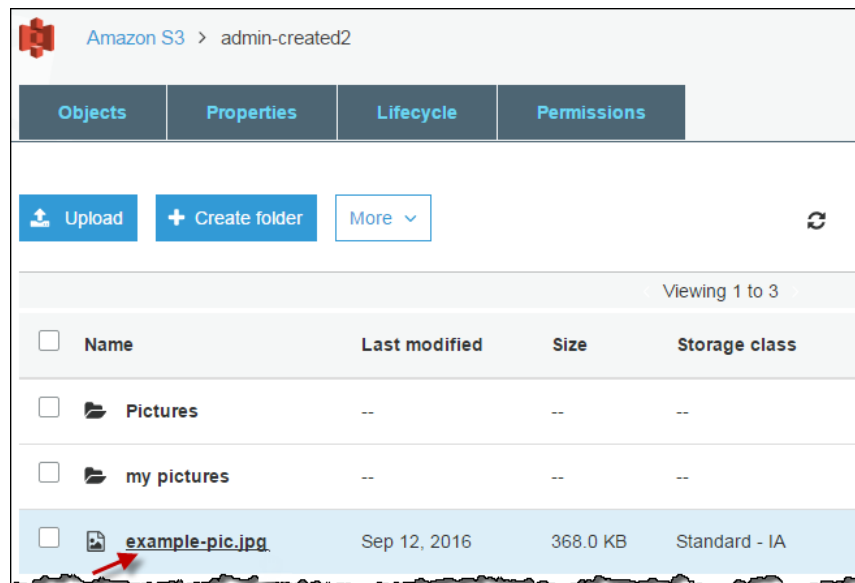 Amazon S3 > admin-created2
Objects Properties Lifecycle Permissions
Upload + Create folder More
Viewing 1 to 3
Name Last modified Size Storage class
Pictures -- -- --
my pictures -- -- --
example-pic.jpg Sep 12, 2016 368.0 KB Standard - IA